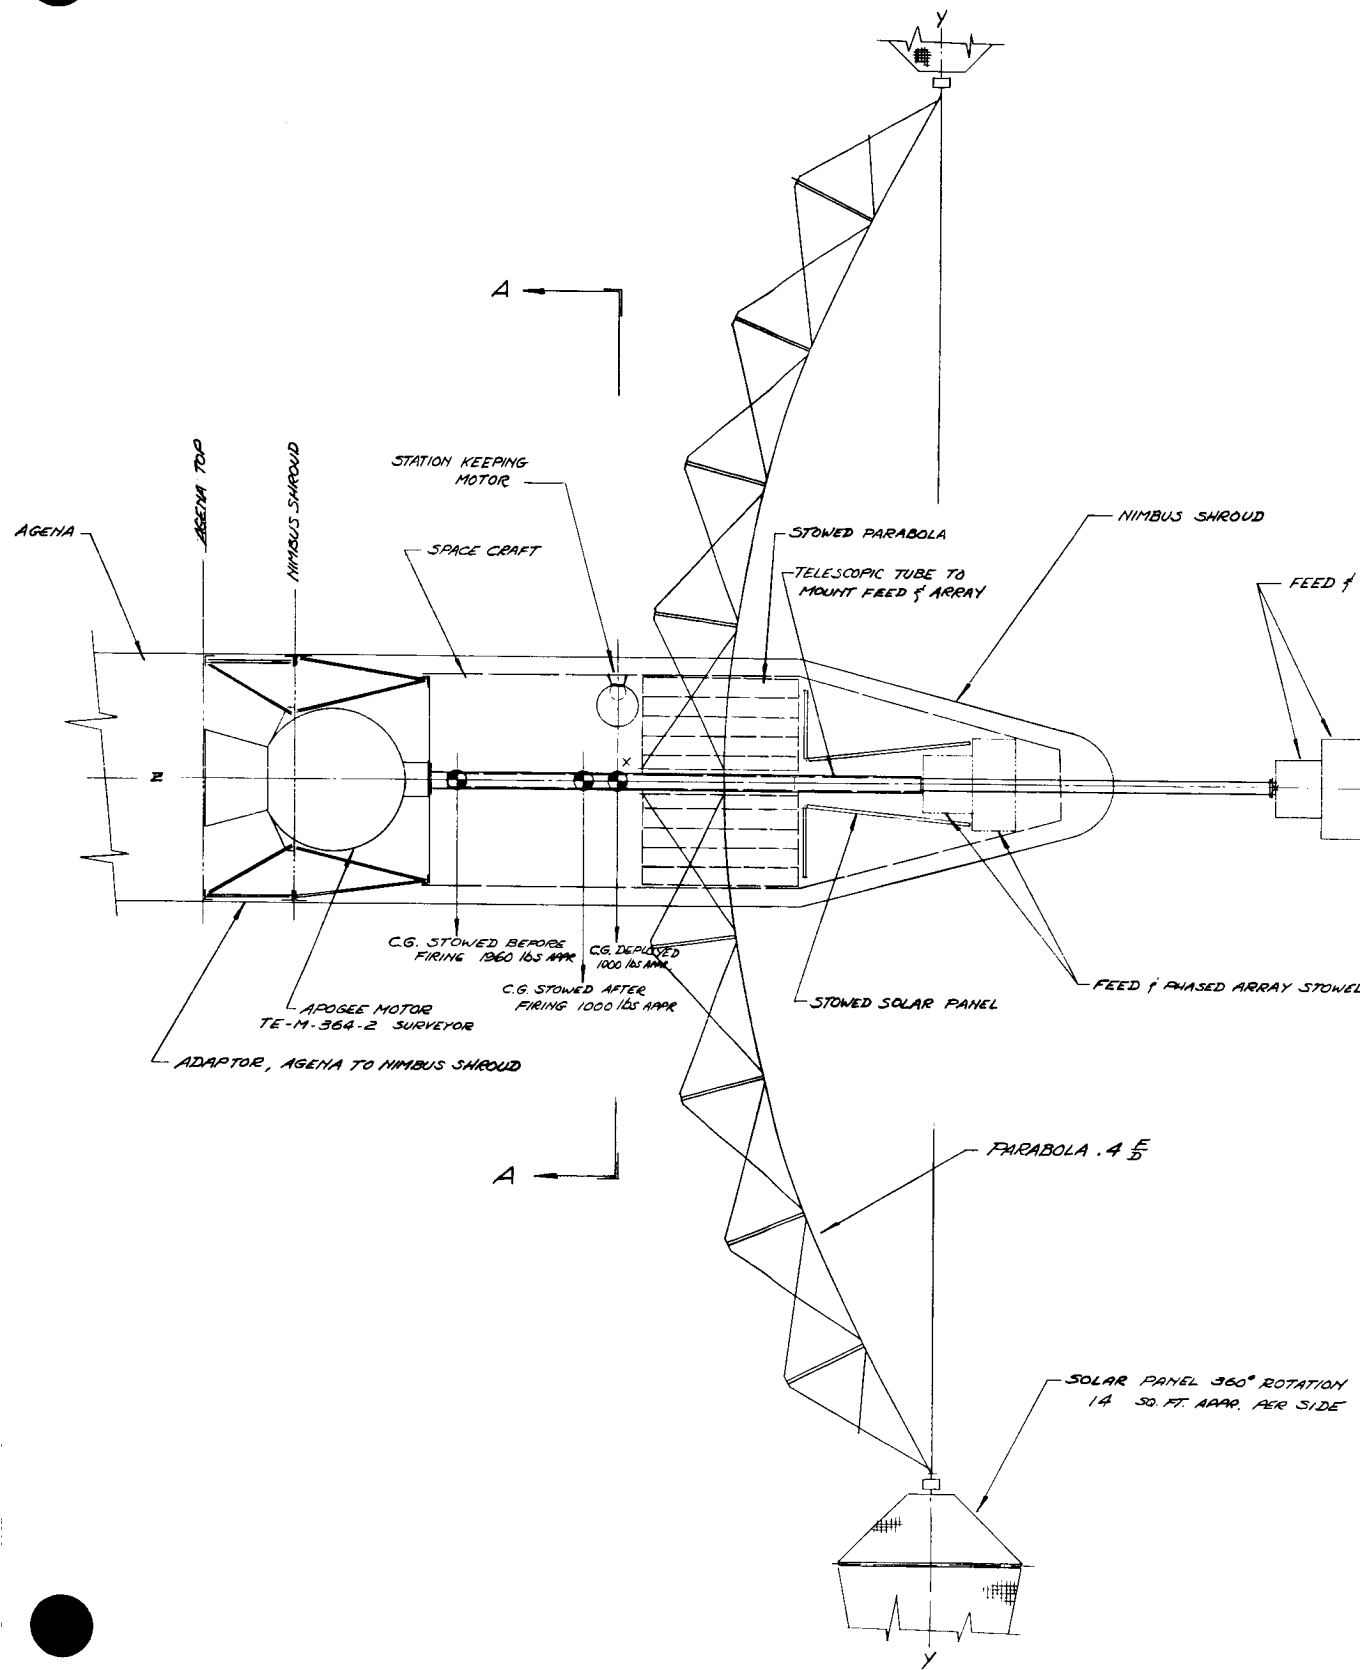 Y
A
STATION KEEPING
MOTOR
AGENA TOP
NIMBUS SHROUD
AGENA
SPACE CRAFT
STOWED PARABOLA
NIMBUS SHROUD
TELESCOPIC TUBE TO
MOUNT FEED & ARRAY
FEED &
Z
X
C.G. STOWED BEFORE
FIRING 1960 lbs APPR
C.G. DEPLOYED
1000 lbs APPR.
C.G. STOWED AFTER
FIRING 1000 lbs APPR
STOWED SOLAR PANEL
FEED & PHASED ARRAY STOWED
APOGEE MOTOR
TE-M-364-2 SURVEYOR
ADAPTOR, AGENA TO NIMBUS SHROUD
A
PARABOLA .4 F/D
SOLAR PANEL 360° ROTATION
14 SQ. FT. APPR. PER SIDE
Y